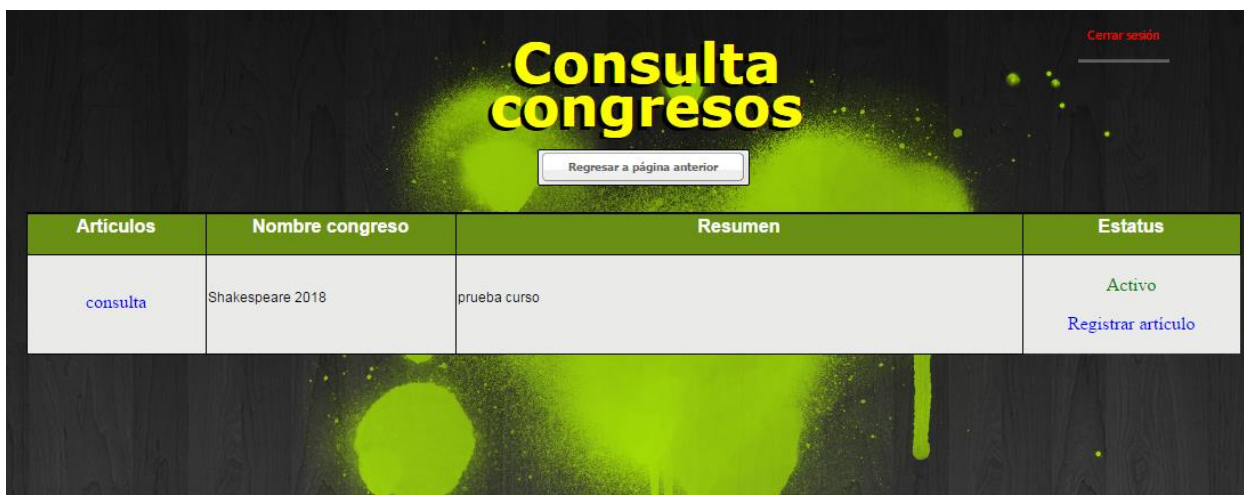 Cerrar sesión
Consulta
congresos
Regresar a página anterior
Artículos Nombre congreso Resumen Estatus
consulta Shakespeare 2018 prueba curso Activo
Registrar artículo